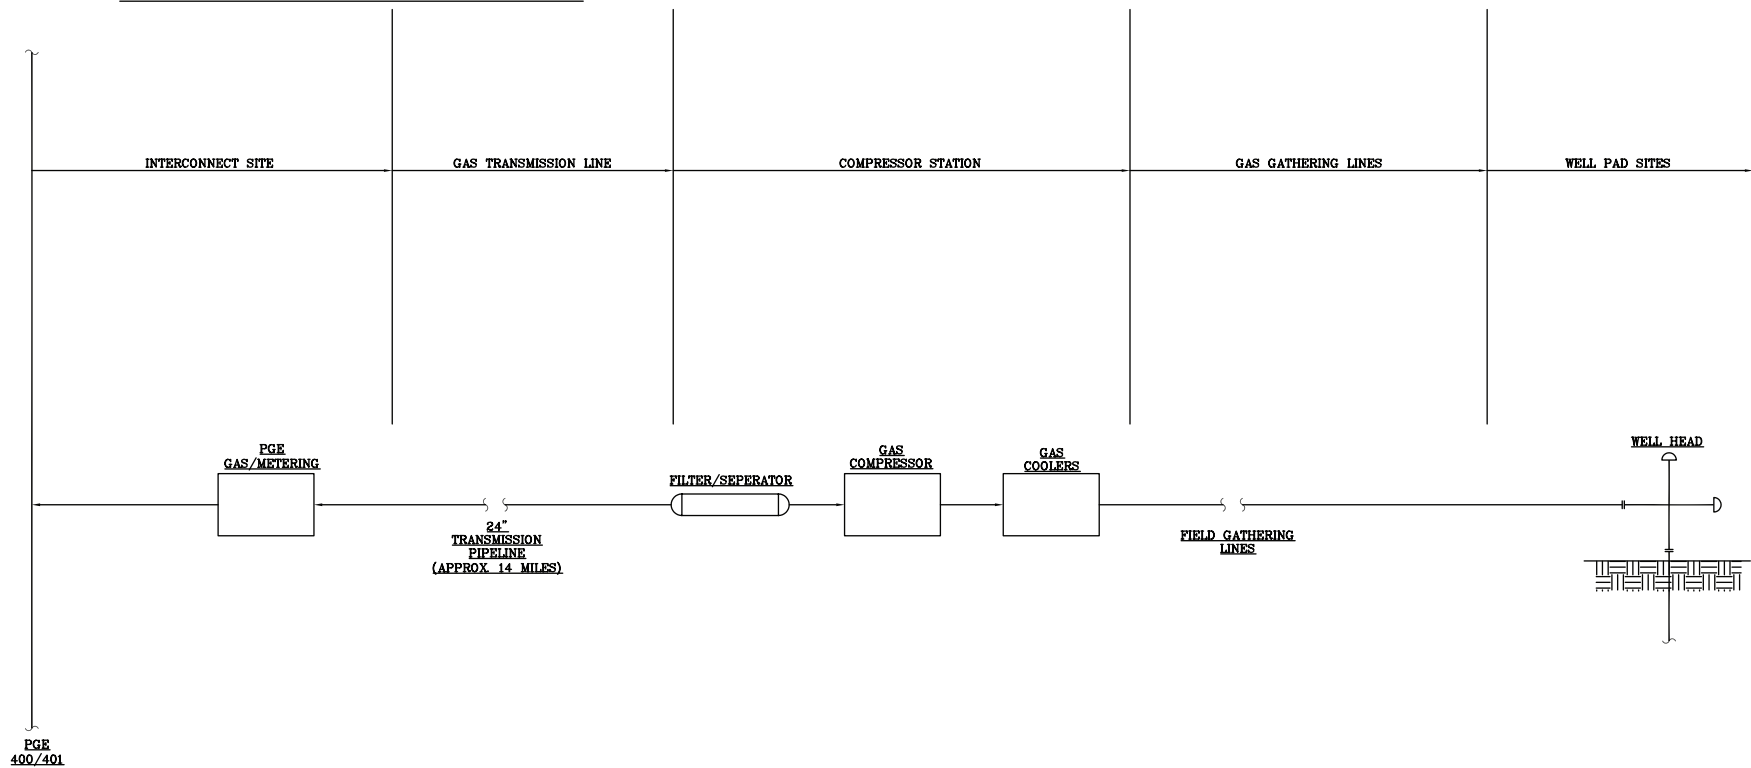 INTERCONNECT SITE
GAS TRANSMISSION LINE
COMPRESSOR STATION
GAS GATHERING LINES
WELL PAD SITES
PGE
GAS/METERING
24"
TRANSMISSION
PIPELINE
(APPROX. 14 MILES)
FILTER/SEPERATOR
GAS
COMPRESSOR
GAS
COOLERS
FIELD GATHERING
LINES
WELL HEAD
PGE
400/401